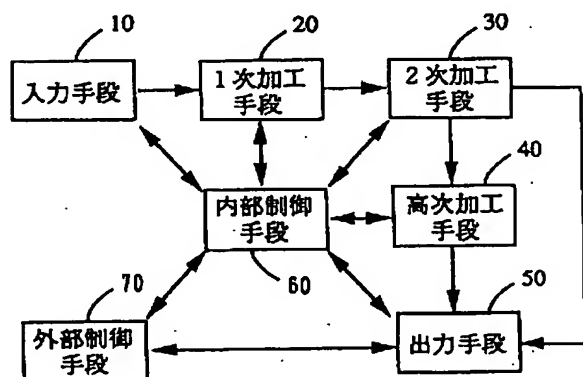 10
20
30
入力手段
1次加工
手段
2次加工
手段
40
内部制御
手段
高次加工
手段
70
60
50
外部制御
手段
出力手段